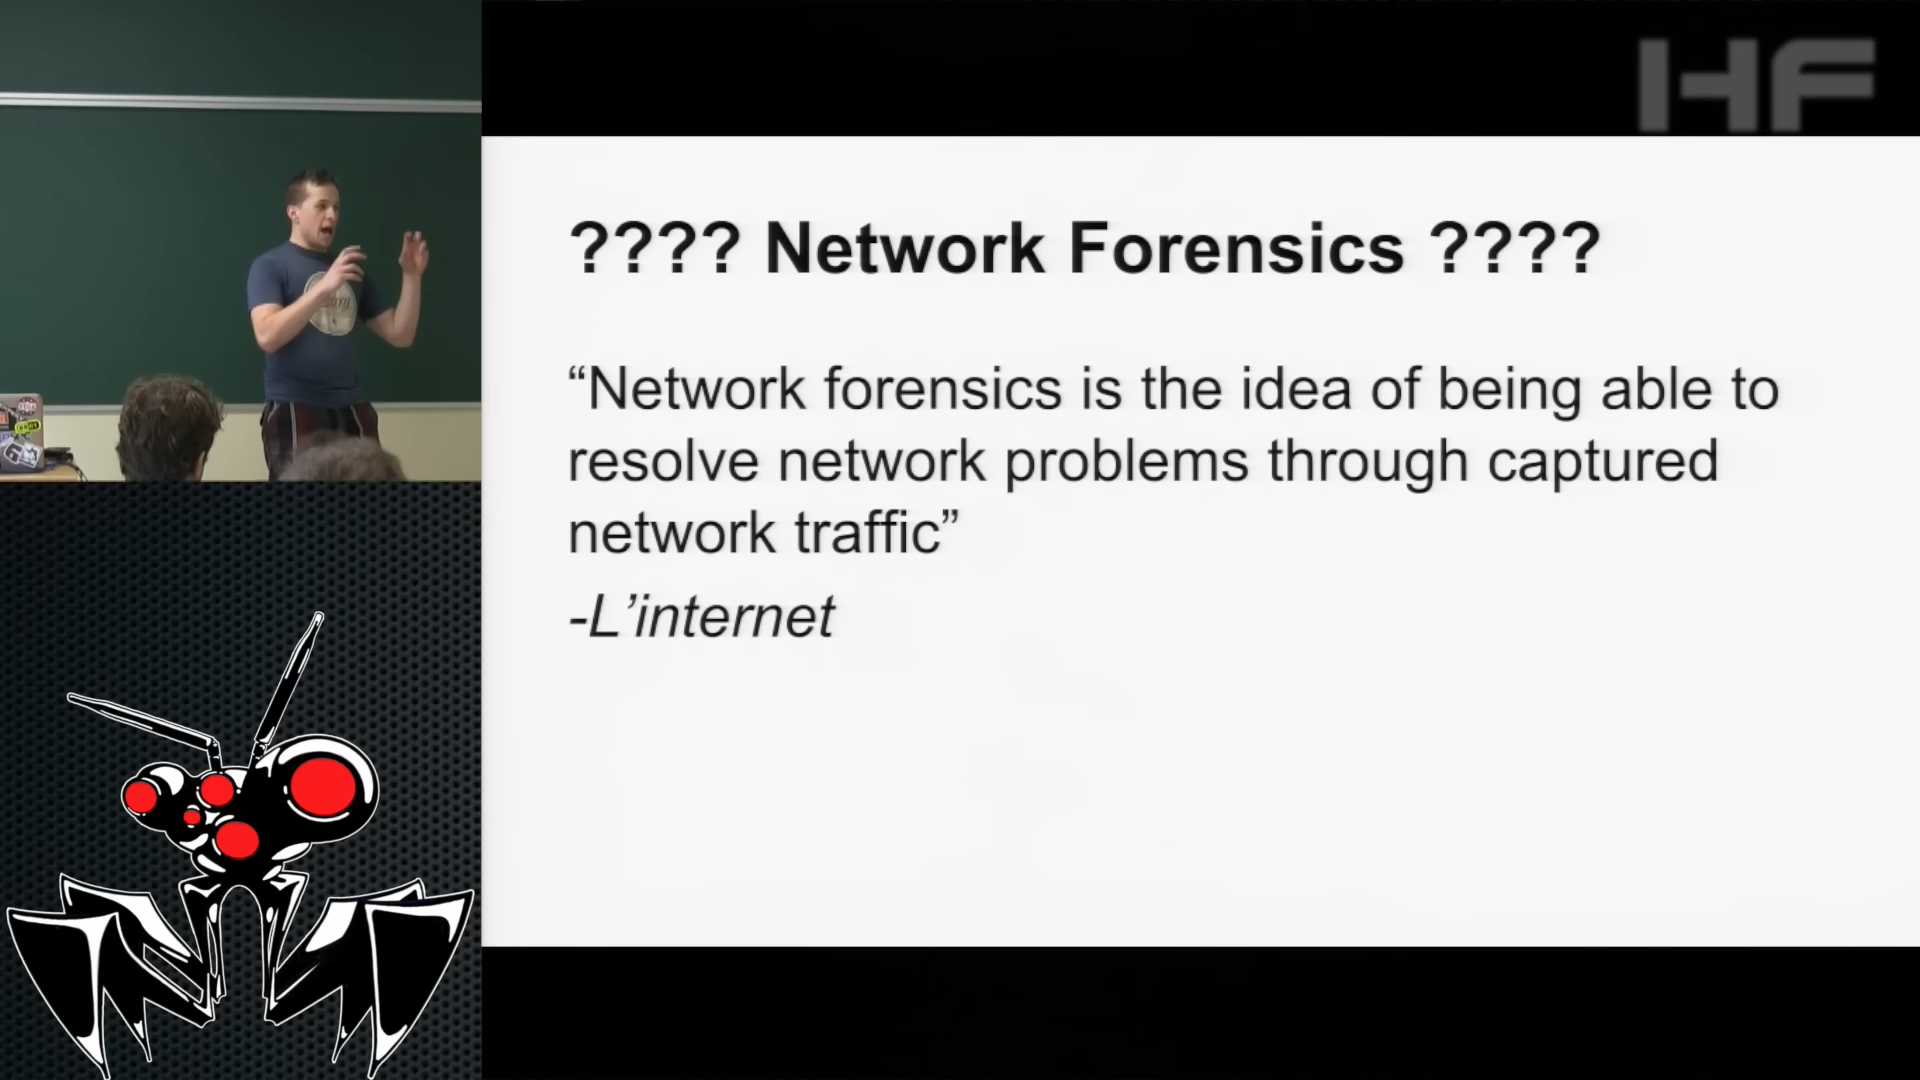 HF
???? Network Forensics ????
“Network forensics is the idea of being able to
resolve network problems through captured
network traffic”
-L’internet